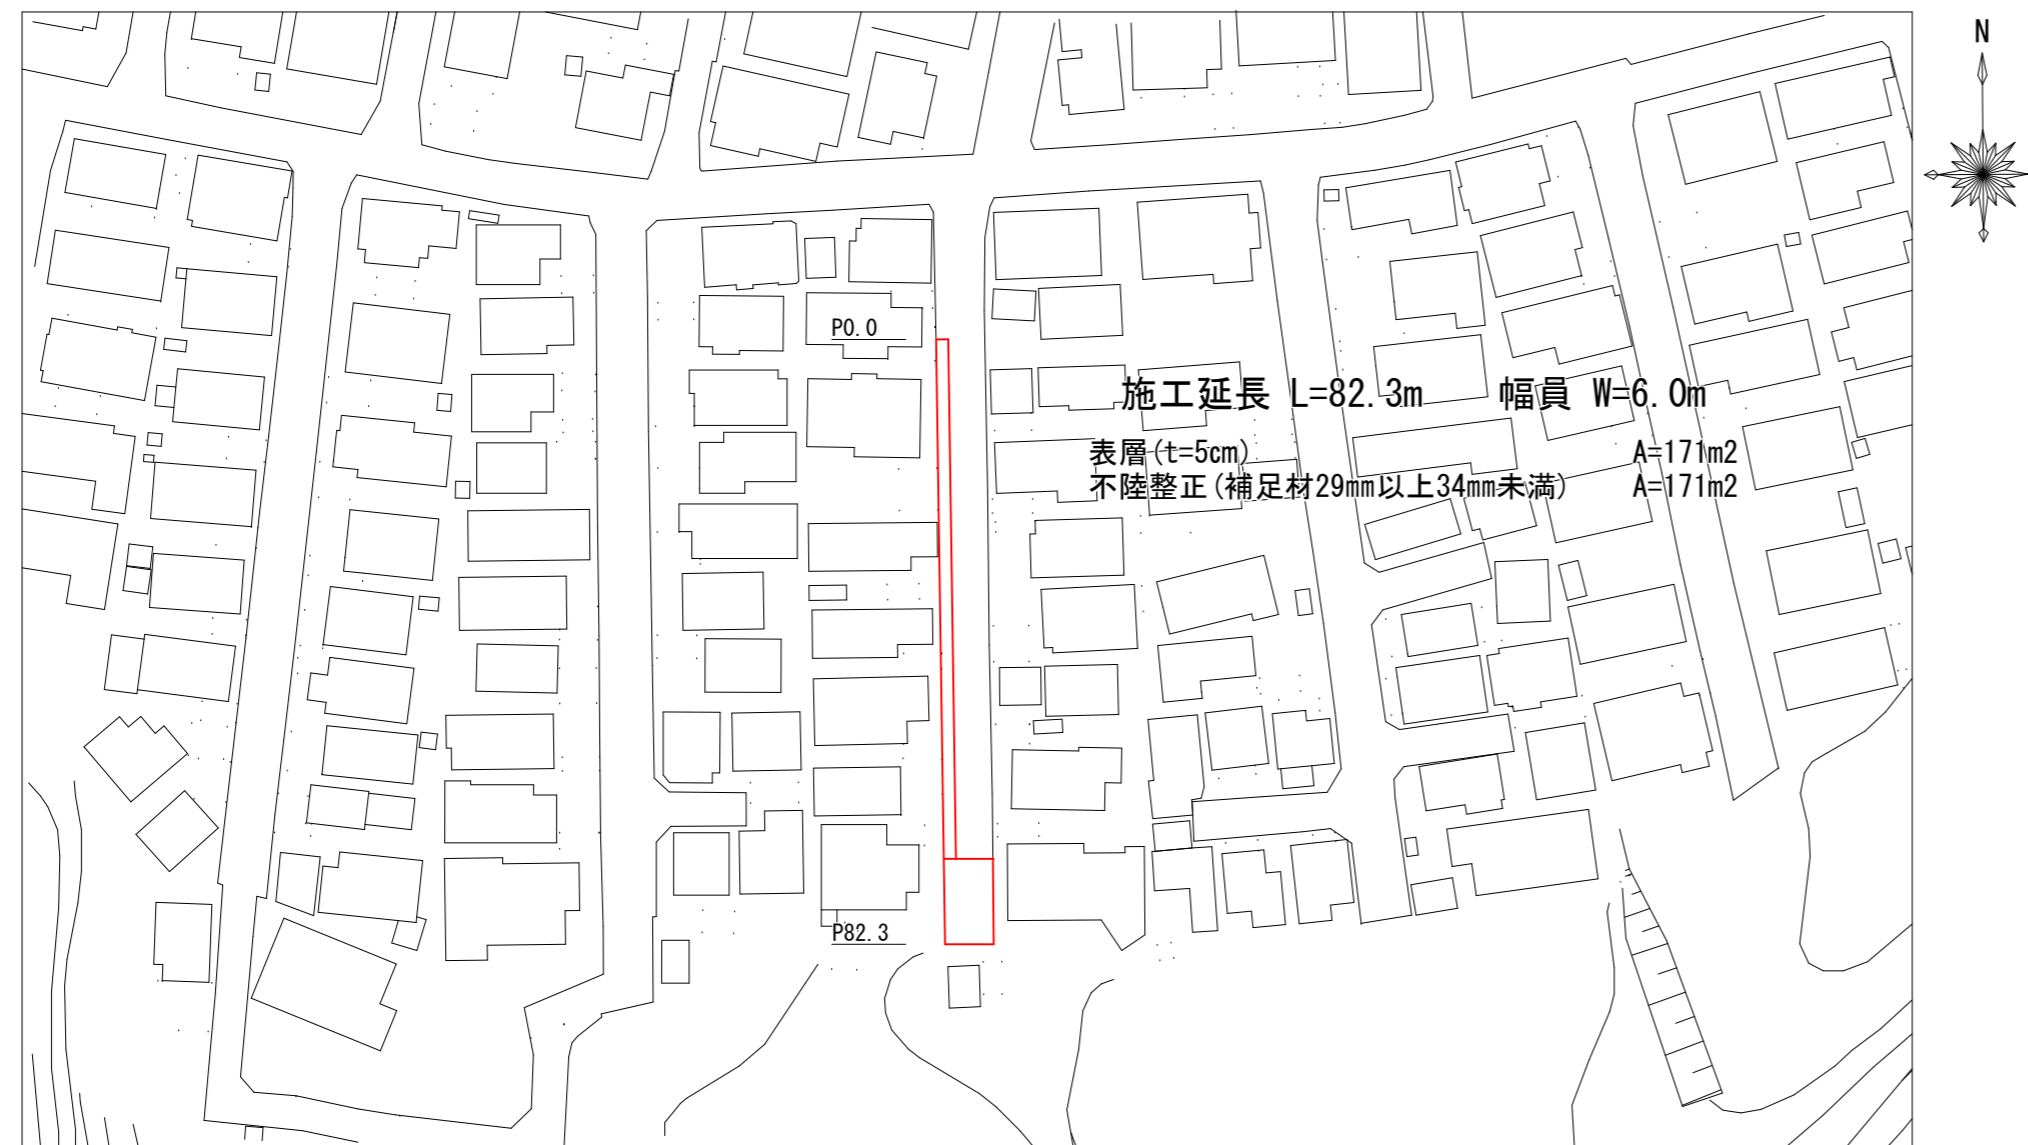 N
P0.0
施工延長 L=82.3m 幅員 W=6.0m
表層(t=5cm) A=171m2
不陸整正(補足材29mm以上34mm未満) A=171m2
P82.3